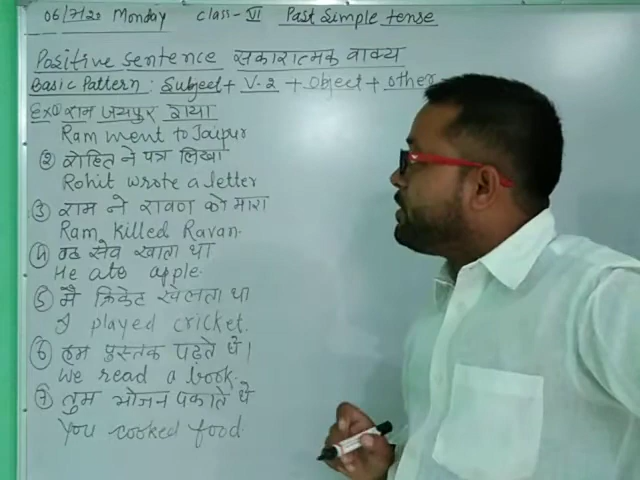 06/7/20 Monday Class-VI Past Simple tense
Positive sentence सकारात्मक वाक्य
Basic Pattern: Subject + V-2 + Object + other
Ex① राम जयपुर गया
Ram went to Jaipur
② रोहित ने पत्र लिखा
Rohit wrote a letter
③ राम ने रावण को मारा
Ram killed Ravan.
④ वह सेव खाता था
He ate apple.
⑤ मै क्रिकेट खेलता था
I played cricket.
⑥ हम पुस्तक पढ़ते थे।
We read a book.
⑦ तुम भोजन पकाते थे
You cooked food